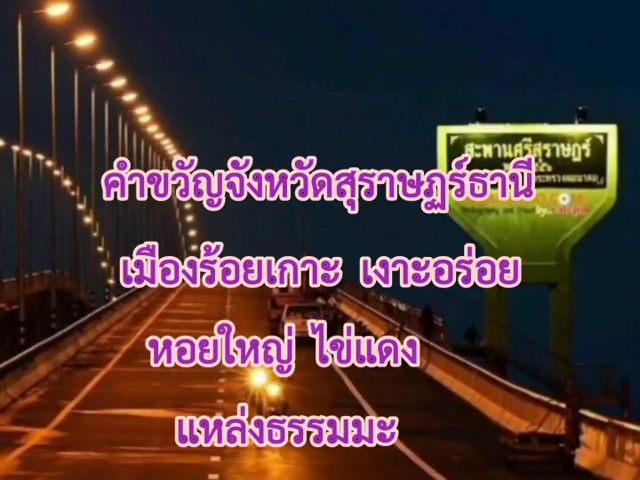 สะพานศรีสุราษฎร์
คำขวัญจังหวัดสุราษฏร์ธานี
เมืองร้อยเกาะ เงาะอร่อย
หอยใหญ่ ไข่แดง
แหล่งธรรมมะ